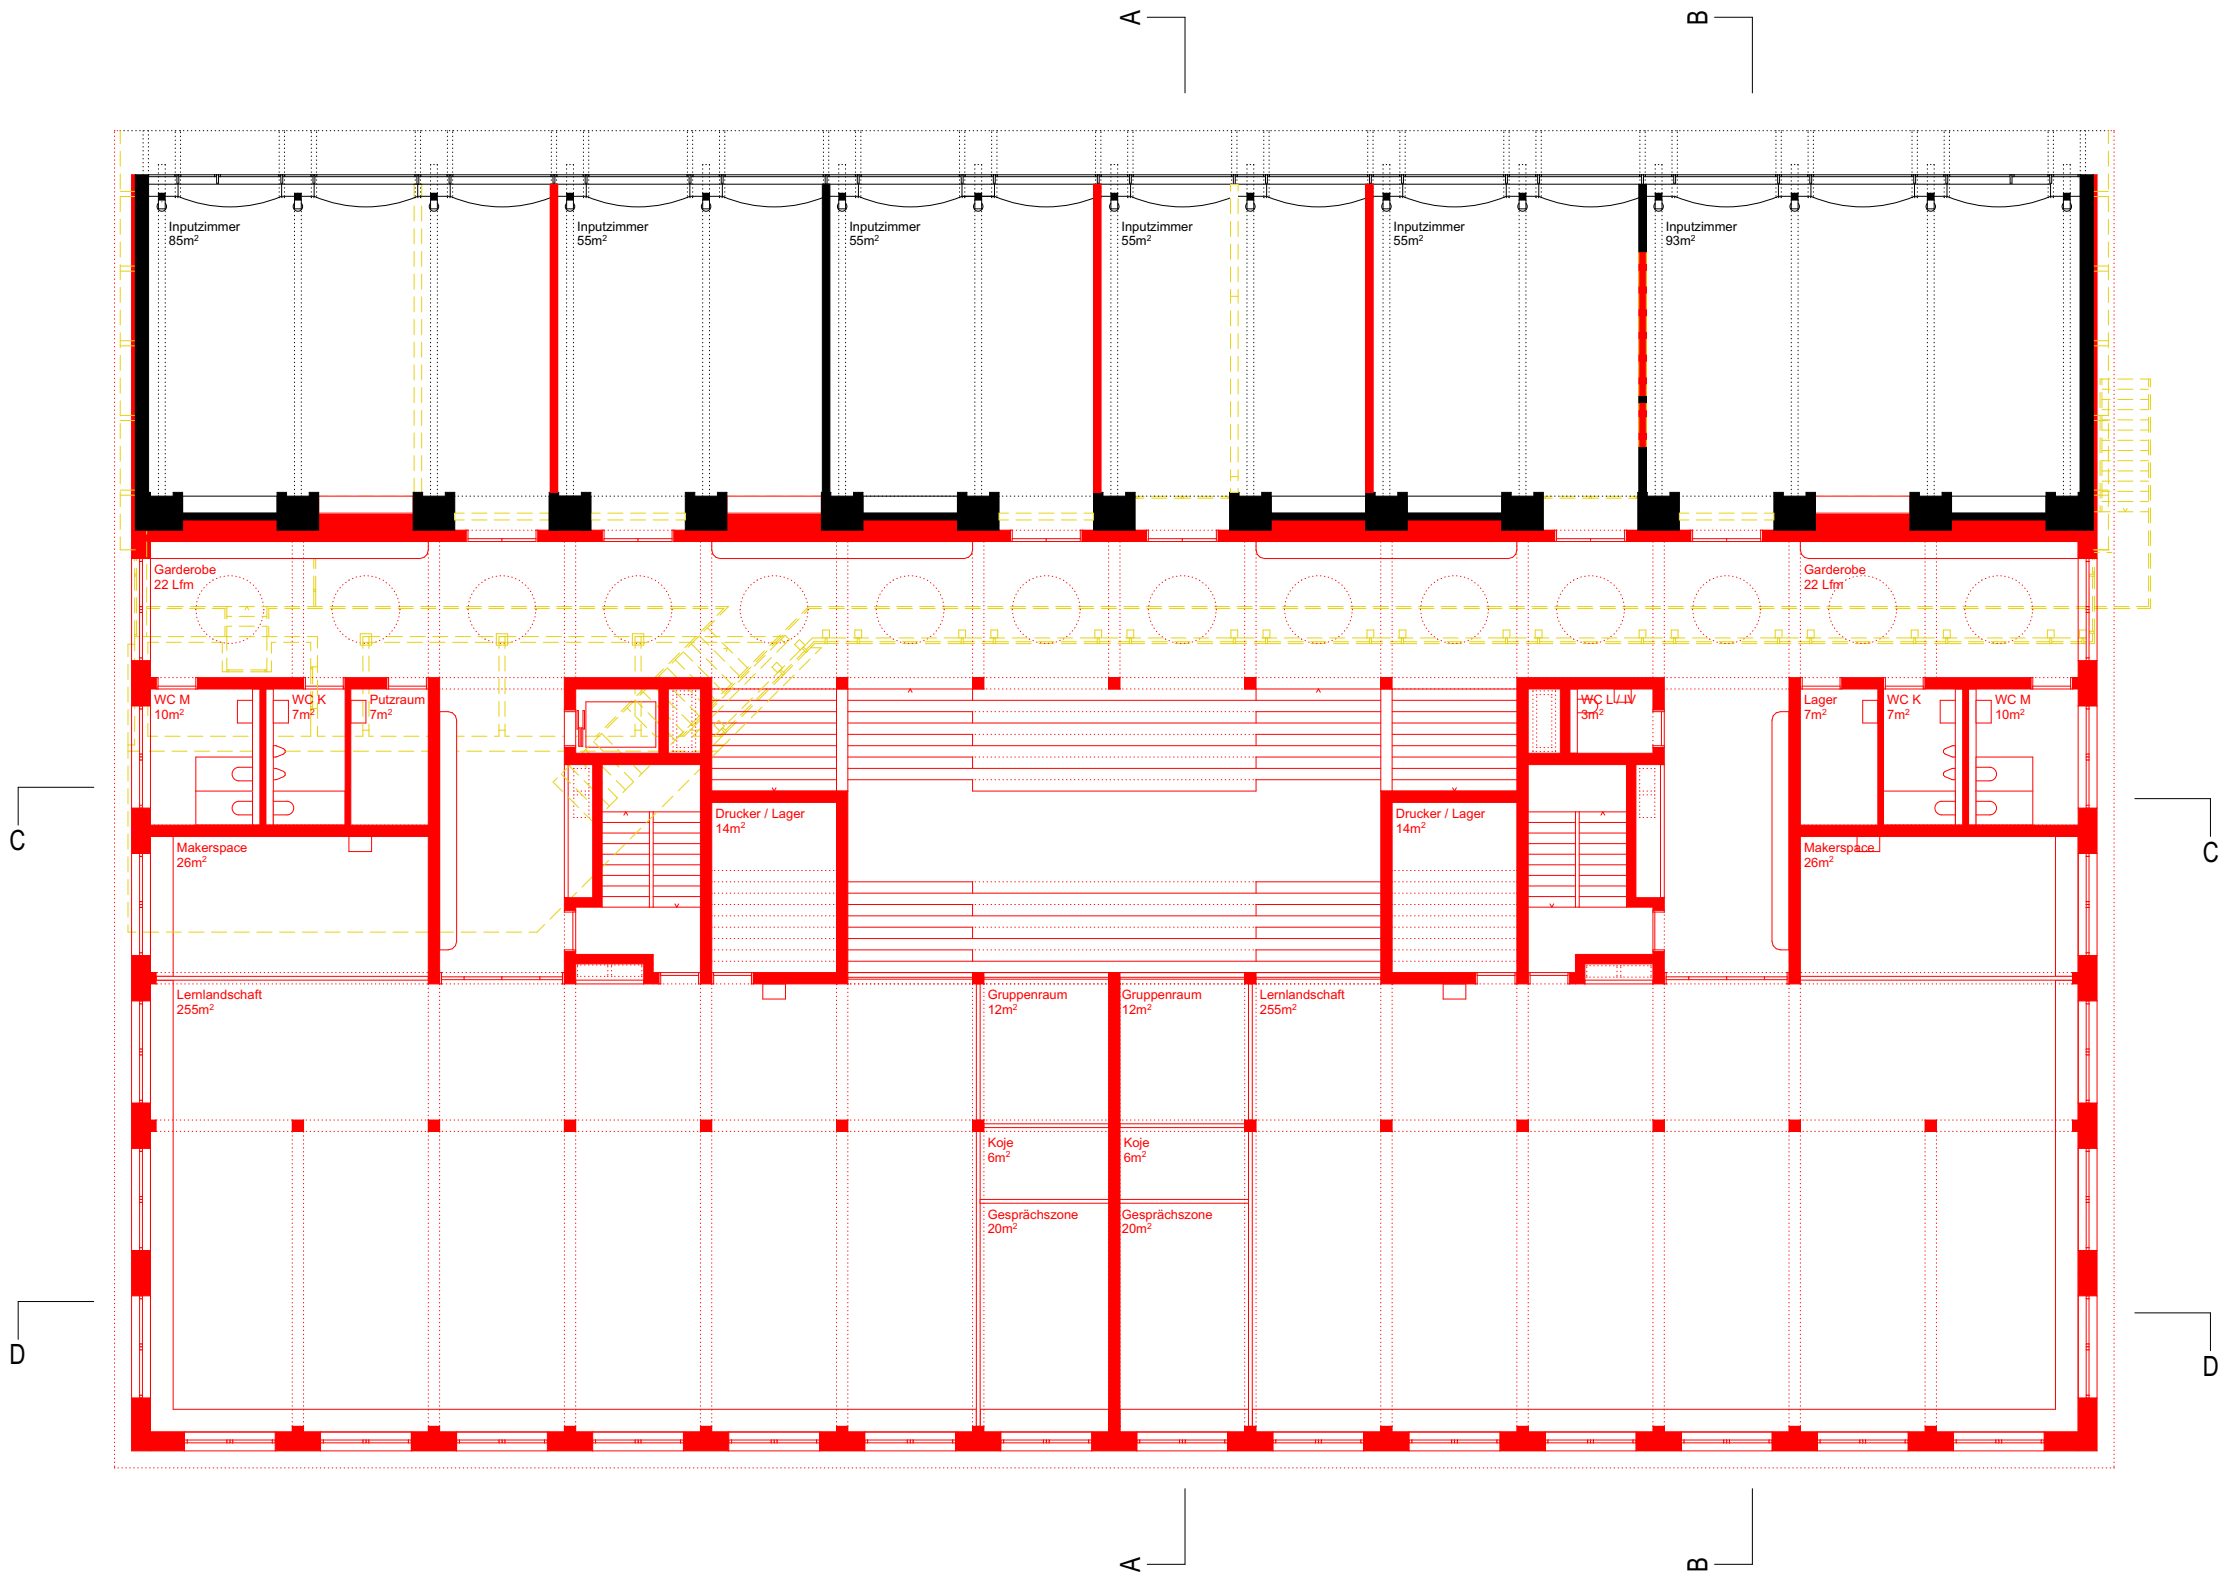 A
B
Inputzimmer
85m²
Inputzimmer
55m²
Inputzimmer
55m²
Inputzimmer
55m²
Inputzimmer
55m²
Inputzimmer
93m²
Garderobe
22 Lfm
Garderobe
22 Lfm
WC M
10m²
WC K
7m²
Putzraum
7m²
WC L / IV
3m²
Lager
7m²
WC K
7m²
WC M
10m²
Drucker / Lager
14m²
Drucker / Lager
14m²
C
C
Makerspace
26m²
Makerspace
26m²
Lernlandschaft
255m²
Gruppenraum
12m²
Gruppenraum
12m²
Lernlandschaft
255m²
Koje
6m²
Koje
6m²
Gesprächszone
20m²
Gesprächszone
20m²
D
D
A
B